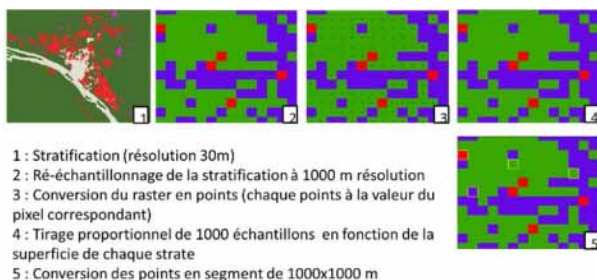 1
2
3
4
1 : Stratification (résolution 30m)
2 : Ré-échantillonnage de la stratification à 1000 m résolution
3 : Conversion du raster en points (chaque points à la valeur du
pixel correspondant)
4 : Tirage proportionnel de 1000 échantillons en fonction de la
superficie de chaque strate
5 : Conversion des points en segment de 1000x1000 m
5